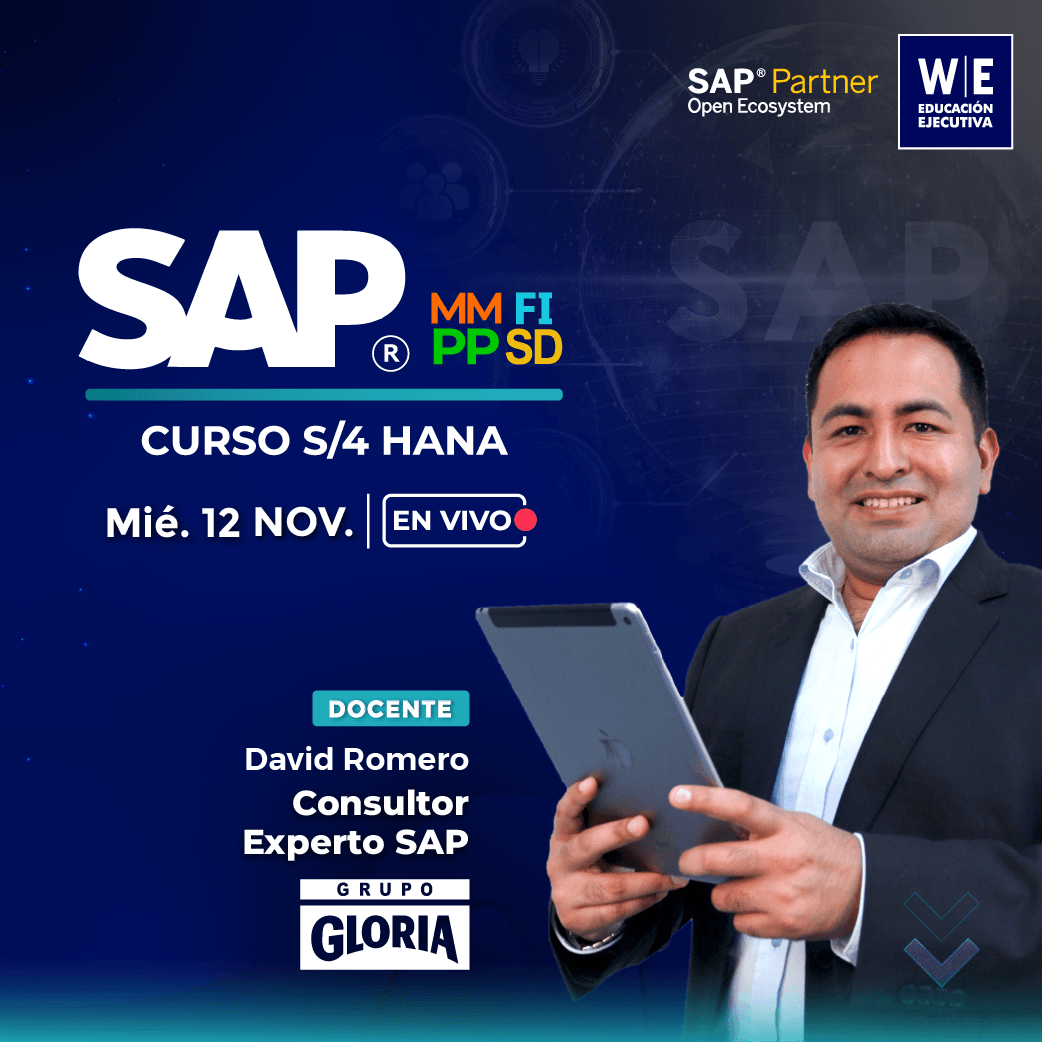 SAP® Partner
Open Ecosystem
W|E
EDUCACIÓN
EJECUTIVA
SAP
SAP®
MM FI
PP SD
CURSO S/4 HANA
Mié. 12 NOV. | EN VIVO
DOCENTE
David Romero
Consultor
Experto SAP
GRUPO
GLORIA